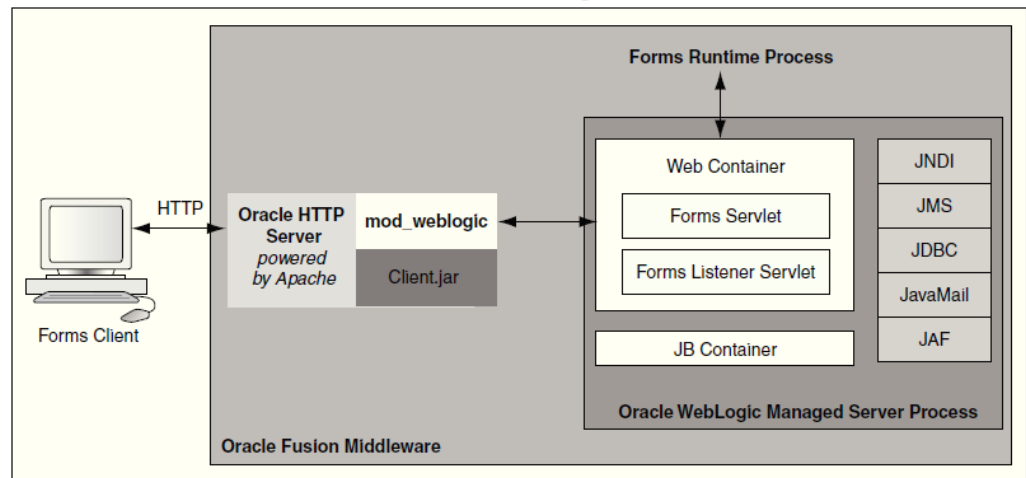 Forms Runtime Process
Web Container
Forms Servlet
Forms Listener Servlet
JB Container
JNDI
JMS
JDBC
JavaMail
JAF
Oracle WebLogic Managed Server Process
HTTP
Oracle HTTP
Server
powered
by Apache
mod_weblogic
Client.jar
Forms Client
Oracle Fusion Middleware